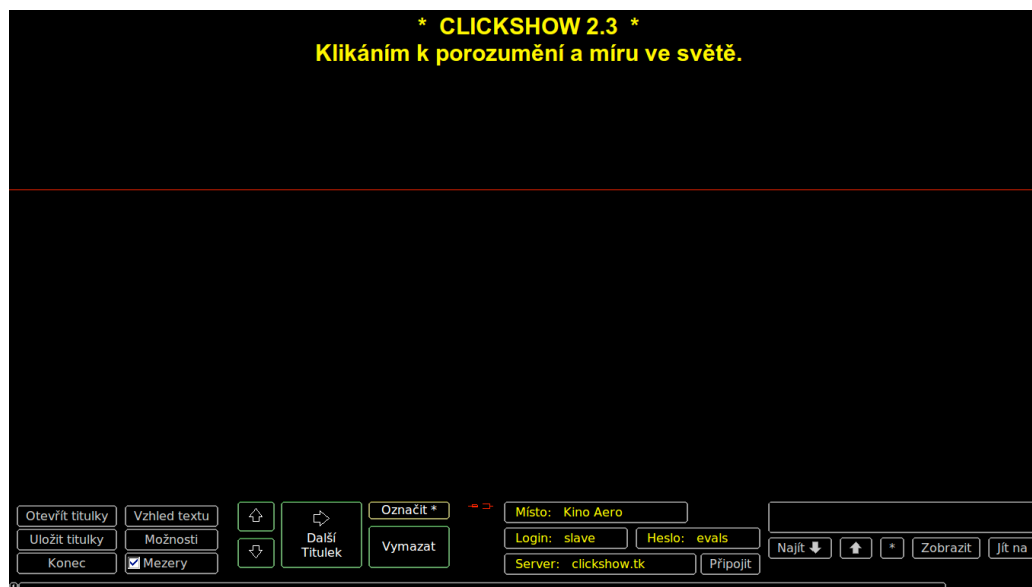 * CLICKSHOW 2.3 *
Klikáním k porozumění a míru ve světě.
Otevřít titulky
Vzhled textu
Uložit titulky
Možnosti
Konec
Mezery
Další
Titulek
Označit *
Vymazat
Místo: Kino Aero
Login: slave
Heslo: evals
Server: clickshow.tk
Připojit
Najít
*
Zobrazit
Jít na